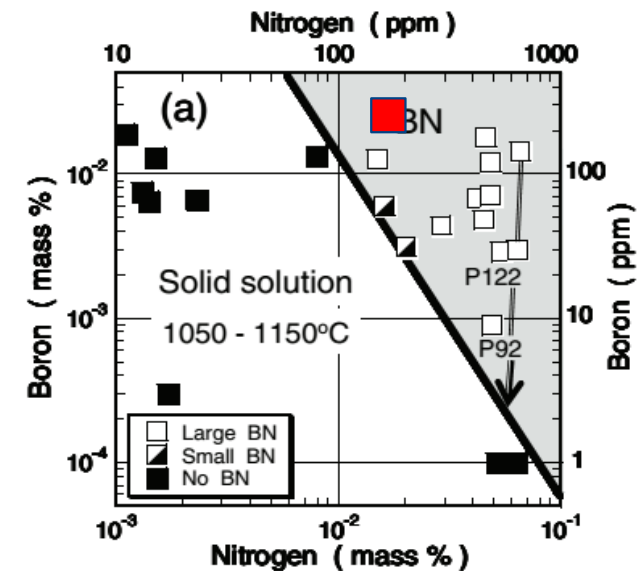 Nitrogen ( ppm )
10 100 1000
(a)
BN
Boron ( mass % )
10-2
10-3
10-4
100
10
1
Boron ( ppm )
P122
P92
Solid solution
1050 - 1150oC
Large BN
Small BN
No BN
10-3 10-2 10-1
Nitrogen ( mass % )